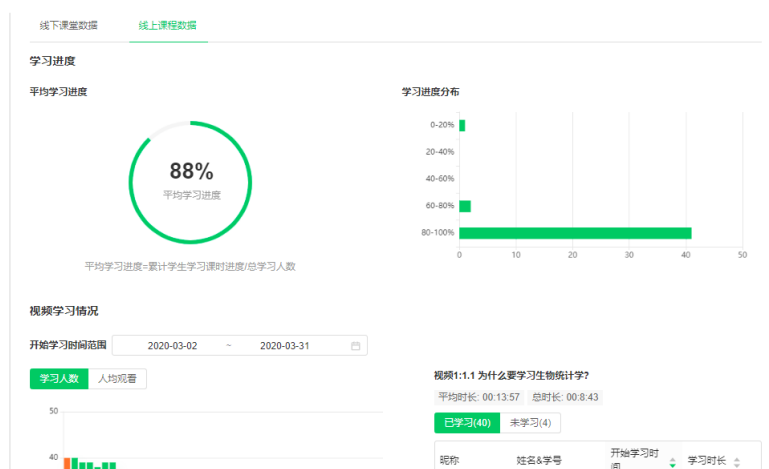 线下课堂数据 线上课程数据
学习进度
平均学习进度
88%
平均学习进度
平均学习进度=累计学生学习课时进度/总学习人数
学习进度分布
0-20%
20-40%
40-60%
60-80%
80-100%
0 10 20 30 40 50
视频学习情况
开始学习时间范围 2020-03-02 ~ 2020-03-31
学习人数 人均观看
50
40
视频1:1.1 为什么要学习生物统计学?
平均时长: 00:13:57 总时长: 00:8:43
已学习(40) 未学习(4)
昵称 姓名&学号 开始学习时间 学习时长